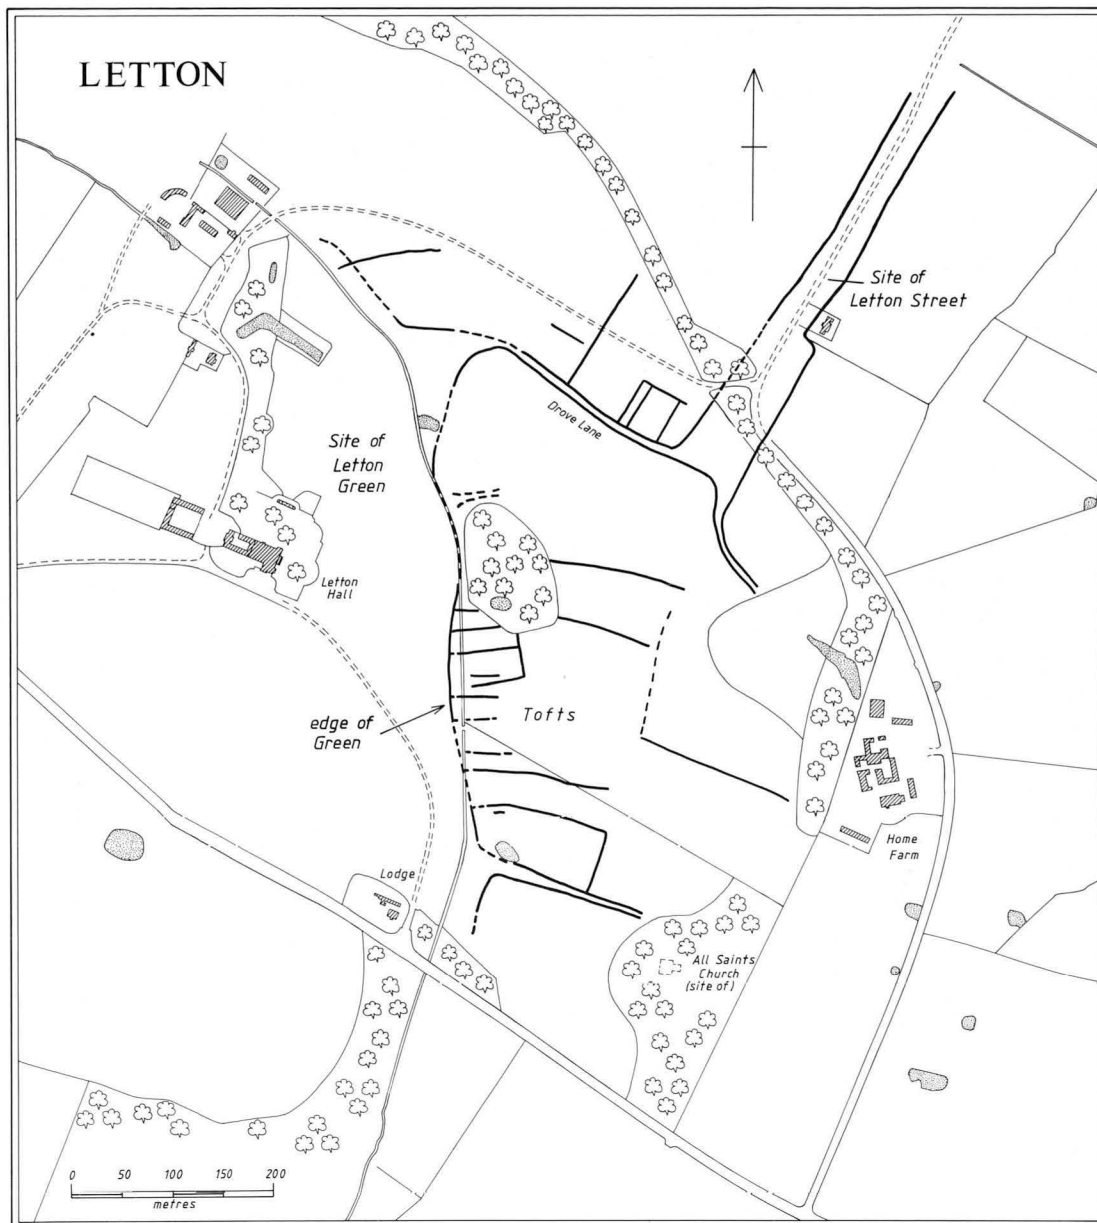 LETTON
Site of
Letton Street
Drove Lane
Site of
Letton
Green
Letton
Hall
edge of
Green
Tofts
Home
Farm
Lodge
All Saints
Church
(site of)
0 50 100 150 200
metres